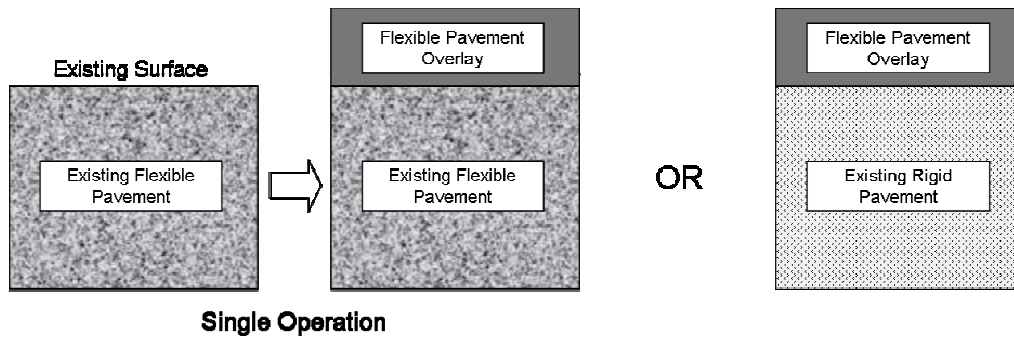 Flexible Pavement
Overlay
Flexible Pavement
Overlay
Existing Surface
Existing Flexible
Pavement
Existing Flexible
Pavement
OR
Existing Rigid
Pavement
Single Operation